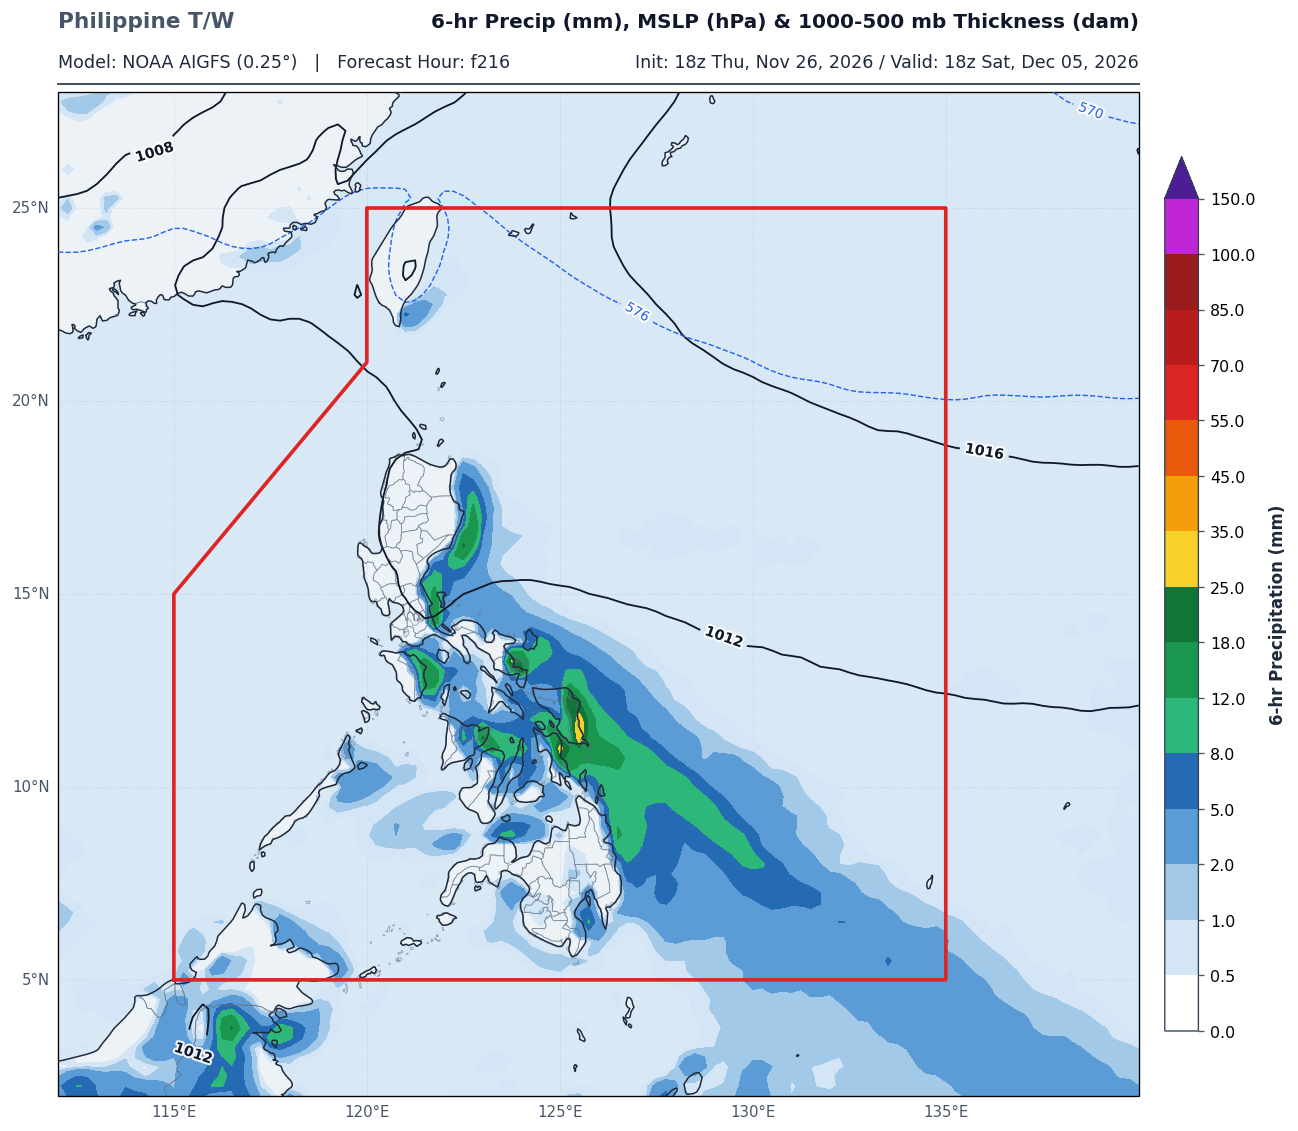 Philippine T/W
6-hr Precip (mm), MSLP (hPa) & 1000-500 mb Thickness (dam)
Model: NOAA AIGFS (0.25°)   |   Forecast Hour: f216
Init: 18z Thu, Nov 26, 2026 / Valid: 18z Sat, Dec 05, 2026
570
1008
576
1016
1012
1012
25°N
20°N
15°N
10°N
5°N
115°E
120°E
125°E
130°E
135°E
150.0
100.0
85.0
70.0
55.0
45.0
35.0
25.0
18.0
12.0
8.0
5.0
2.0
1.0
0.5
0.0
6-hr Precipitation (mm)